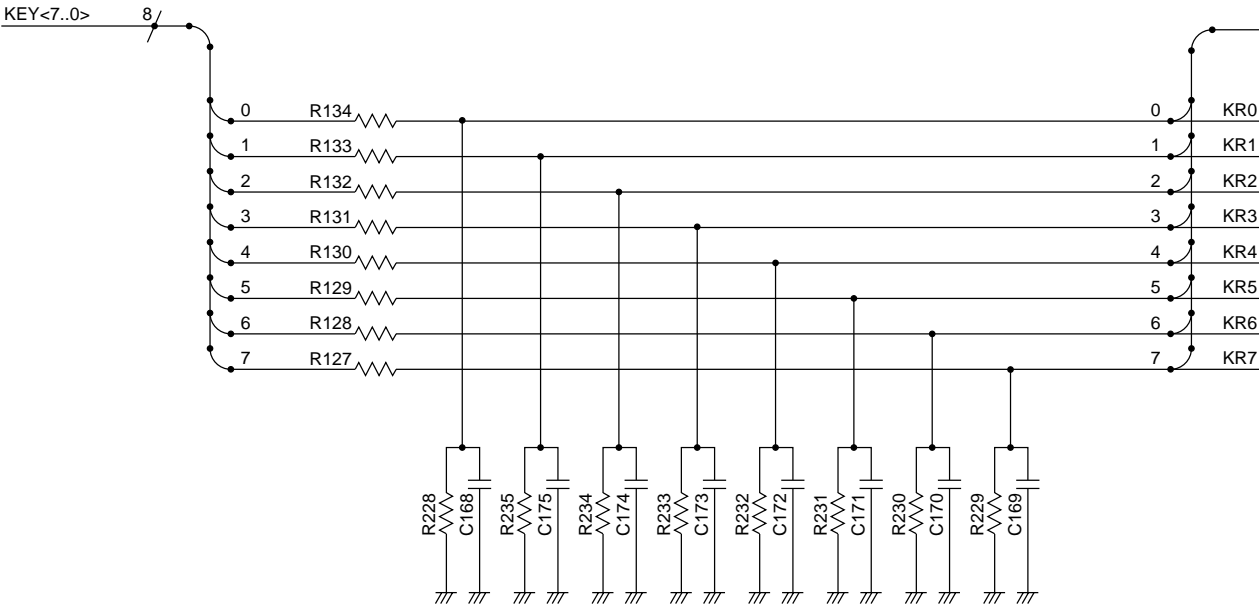 KEY<7..0> 8
0 R134 0 KR0
1 R133 1 KR1
2 R132 2 KR2
3 R131 3 KR3
4 R130 4 KR4
5 R129 5 KR5
6 R128 6 KR6
7 R127 7 KR7
R228 C168 R235 C175 R234 C174 R233 C173 R232 C172 R231 C171 R230 C170 R229 C169